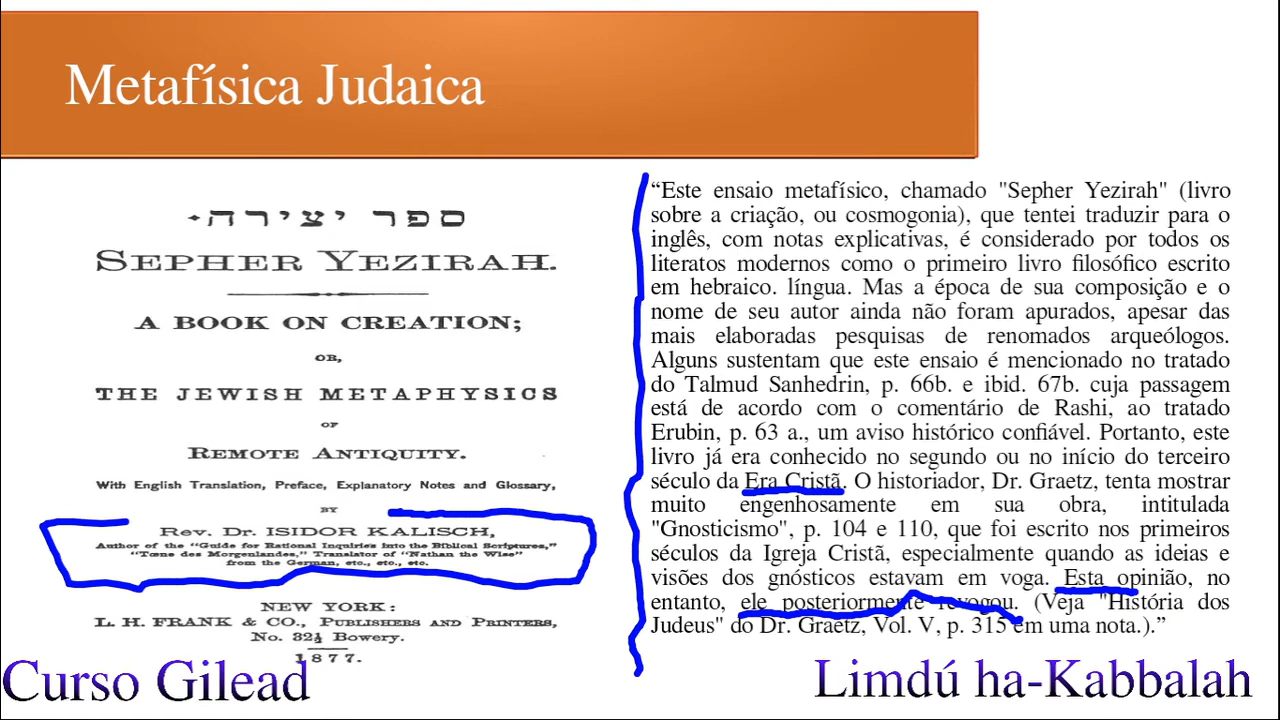 Metafísica Judaica
ספר יצירה·
SEPHER YEZIRAH.
A BOOK ON CREATION;
OR,
THE JEWISH METAPHYSICS
OF
REMOTE ANTIQUITY.
With English Translation, Preface, Explanatory Notes and Glossary,
BY
Rev. Dr. ISIDOR KALISCH,
Author of the "Guide for Rational Inquiries into the Biblical Scriptures,"
"Tœne des Morgenlandes," Translator of "Nathan the Wise"
from the German, etc., etc., etc.
NEW YORK:
L. H. FRANK & CO., PUBLISHERS AND PRINTERS,
No. 32½ Bowery.
1877.
“Este ensaio metafísico, chamado "Sepher Yezirah" (livro
sobre a criação, ou cosmogonia), que tentei traduzir para o
inglês, com notas explicativas, é considerado por todos os
literatos modernos como o primeiro livro filosófico escrito
em hebraico. língua. Mas a época de sua composição e o
nome de seu autor ainda não foram apurados, apesar das
mais elaboradas pesquisas de renomados arqueólogos.
Alguns sustentam que este ensaio é mencionado no tratado
do Talmud Sanhedrin, p. 66b. e ibid. 67b. cuja passagem
está de acordo com o comentário de Rashi, ao tratado
Erubin, p. 63 a., um aviso histórico confiável. Portanto, este
livro já era conhecido no segundo ou no início do terceiro
século da Era Cristã. O historiador, Dr. Graetz, tenta mostrar
muito engenhosamente em sua obra, intitulada
"Gnosticismo", p. 104 e 110, que foi escrito nos primeiros
séculos da Igreja Cristã, especialmente quando as ideias e
visões dos gnósticos estavam em voga. Esta opinião, no
entanto, ele posteriormente revogou. (Veja "História dos
Judeus" do Dr. Graetz, Vol. V, p. 315 em uma nota.).”
Curso Gilead
Limdú ha-Kabbalah